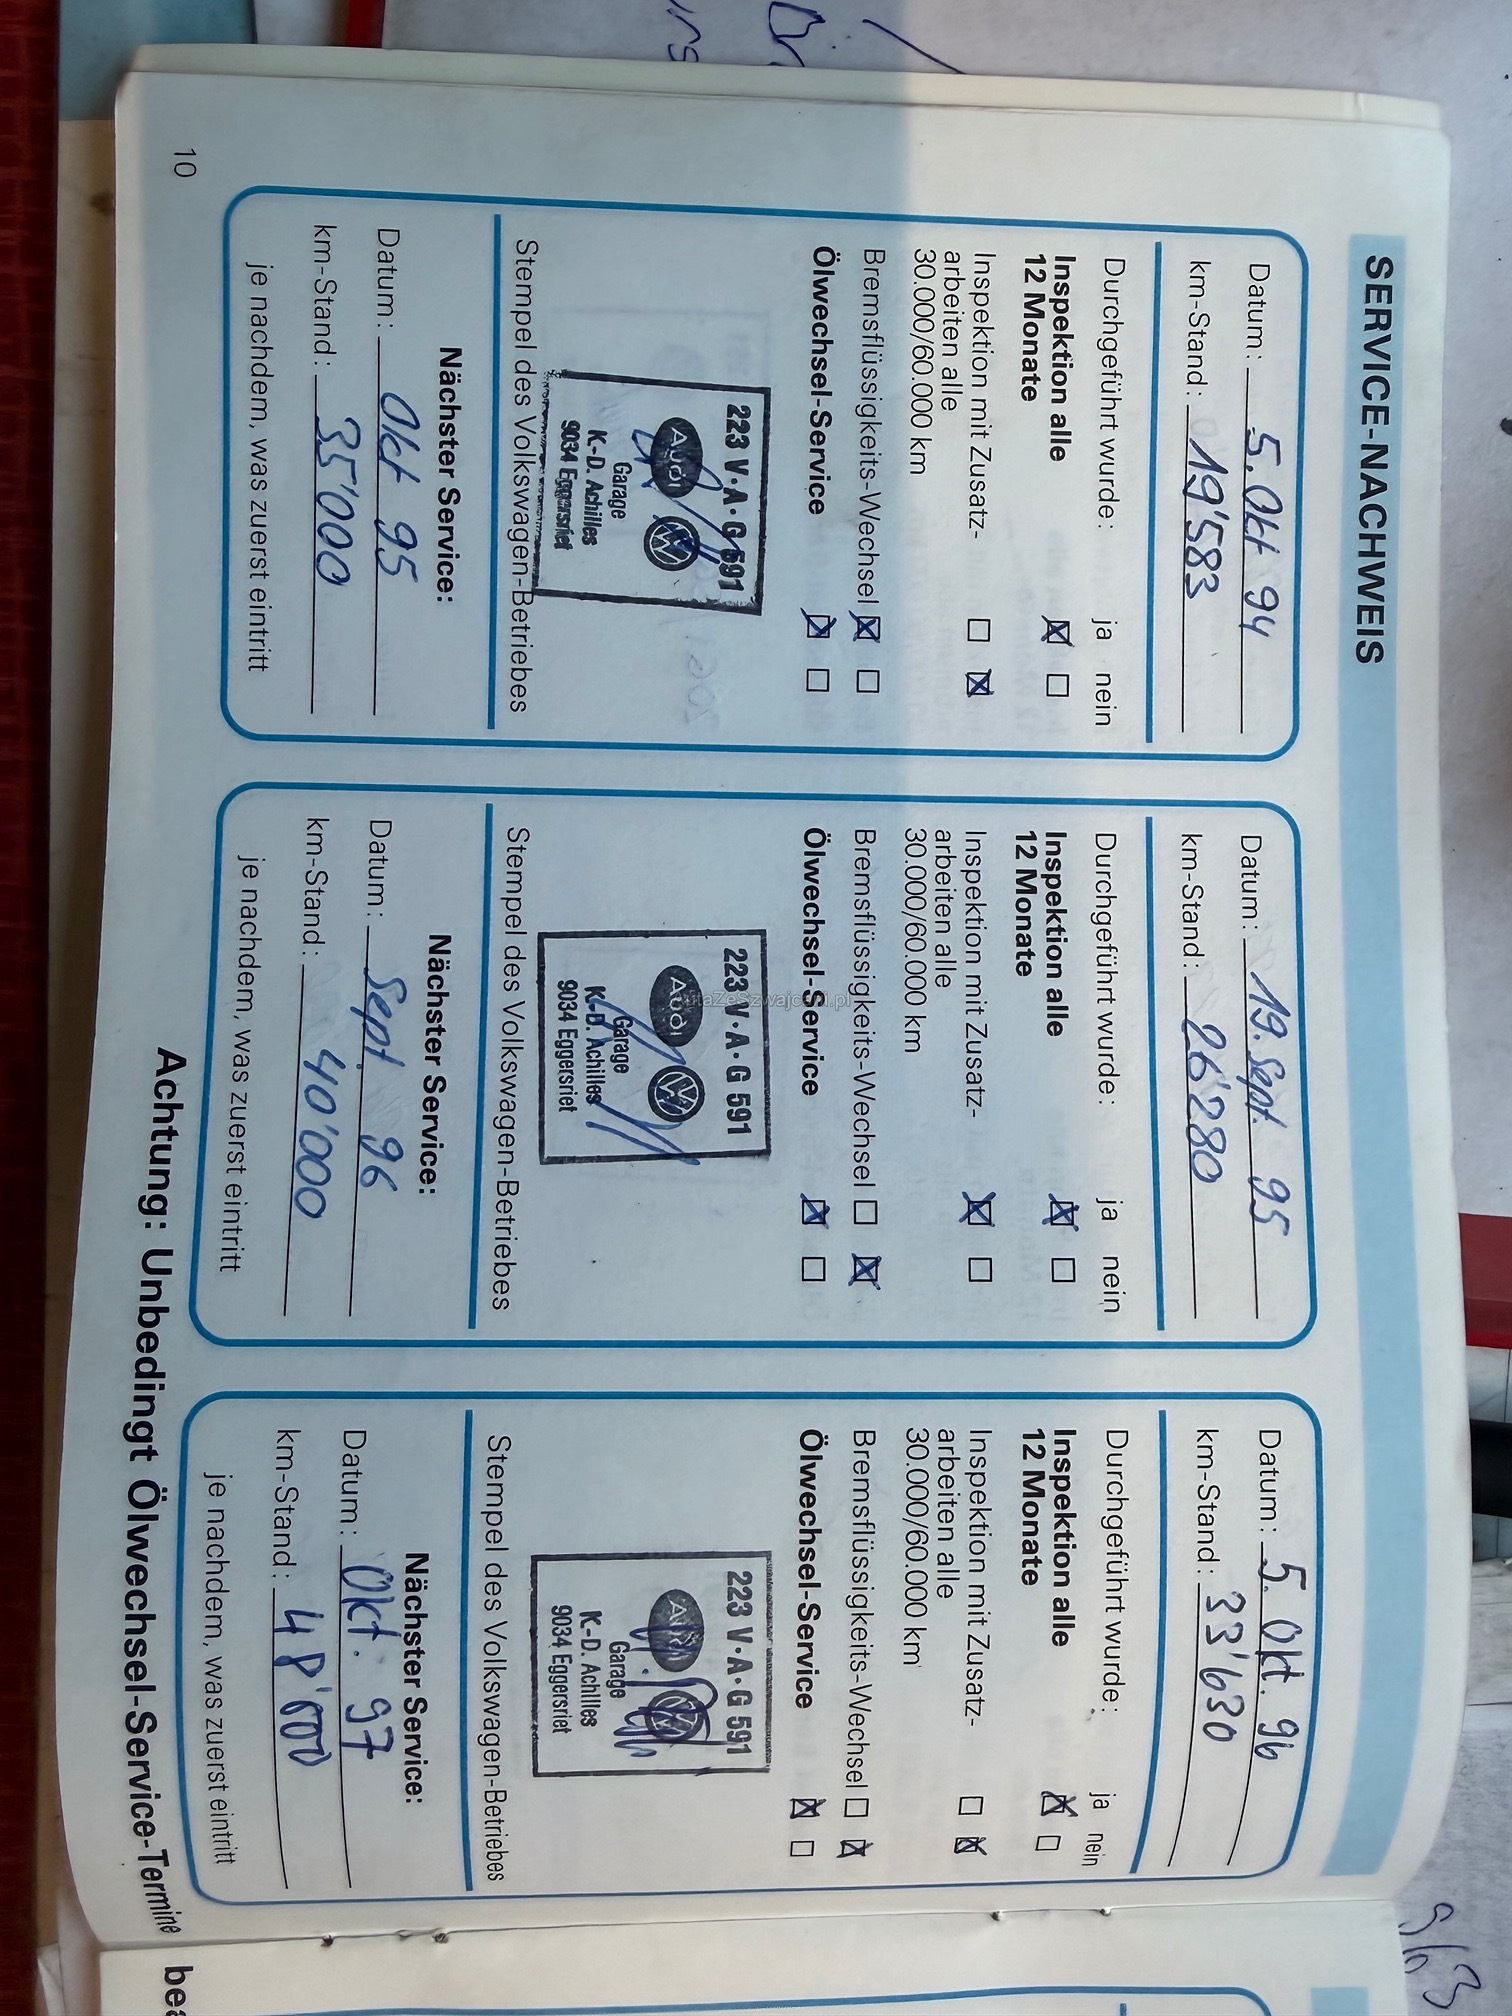 SERVICE-NACHWEIS
Datum: 5. Okt 94
km-Stand: 19'583
Durchgeführt wurde: ja nein
Inspektion alle
12 Monate
Inspektion mit Zusatz-
arbeiten alle
30.000/60.000 km
Bremsflüssigkeits-Wechsel
Ölwechsel-Service
223 V·A·G 591
Audi
Garage
K-D. Achilles
9034 Eggersriet
Stempel des Volkswagen-Betriebes
Nächster Service:
Datum: Okt 95
km-Stand: 35'000
je nachdem, was zuerst eintritt
Datum: 19. Sept. 95
km-Stand: 26'280
Durchgeführt wurde: ja nein
Inspektion alle
12 Monate
Inspektion mit Zusatz-
arbeiten alle
30.000/60.000 km
Bremsflüssigkeits-Wechsel
Ölwechsel-Service
223 V·A·G 591
Audi
Garage
K-D. Achilles
9034 Eggersriet
Stempel des Volkswagen-Betriebes
Nächster Service:
Datum: Sept. 96
km-Stand: 40'000
je nachdem, was zuerst eintritt
Datum: 5. Okt. 96
km-Stand: 33'630
Durchgeführt wurde: ja nein
Inspektion alle
12 Monate
Inspektion mit Zusatz-
arbeiten alle
30.000/60.000 km
Bremsflüssigkeits-Wechsel
Ölwechsel-Service
223 V·A·G 591
Audi
Garage
K-D. Achilles
9034 Eggersriet
Stempel des Volkswagen-Betriebes
Nächster Service:
Datum: Okt. 97
km-Stand: 48'000
je nachdem, was zuerst eintritt
10
Achtung: Unbedingt Ölwechsel-Service-Termine bea